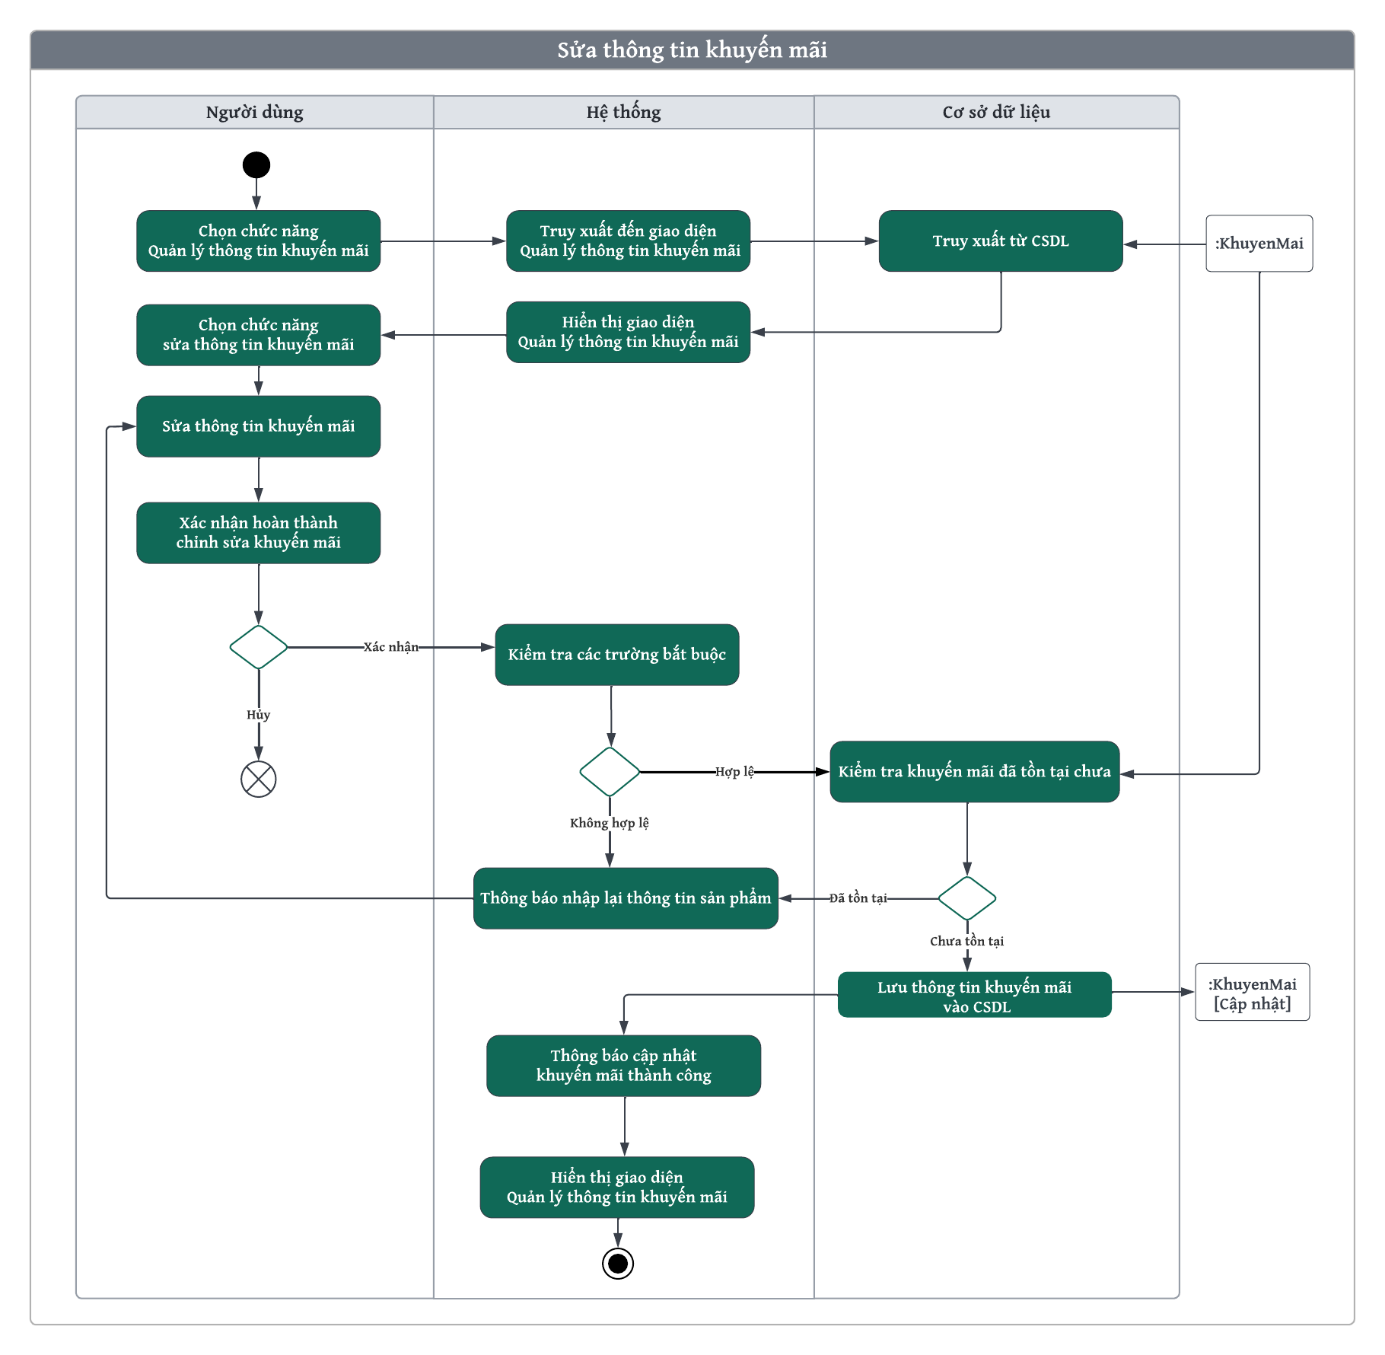 Sửa thông tin khuyến mãi
Người dùng
Hệ thống
Cơ sở dữ liệu
Chọn chức năng
Quản lý thông tin khuyến mãi
Truy xuất đến giao diện
Quản lý thông tin khuyến mãi
Truy xuất từ CSDL
:KhuyenMai
Chọn chức năng
sửa thông tin khuyến mãi
Hiển thị giao diện
Quản lý thông tin khuyến mãi
Sửa thông tin khuyến mãi
Xác nhận hoàn thành
chỉnh sửa khuyến mãi
Xác nhận
Kiểm tra các trường bắt buộc
Hủy
Hợp lệ
Kiểm tra khuyến mãi đã tồn tại chưa
Không hợp lệ
Thông báo nhập lại thông tin sản phẩm
Đã tồn tại
Chưa tồn tại
Lưu thông tin khuyến mãi
vào CSDL
:KhuyenMai
[Cập nhật]
Thông báo cập nhật
khuyến mãi thành công
Hiển thị giao diện
Quản lý thông tin khuyến mãi